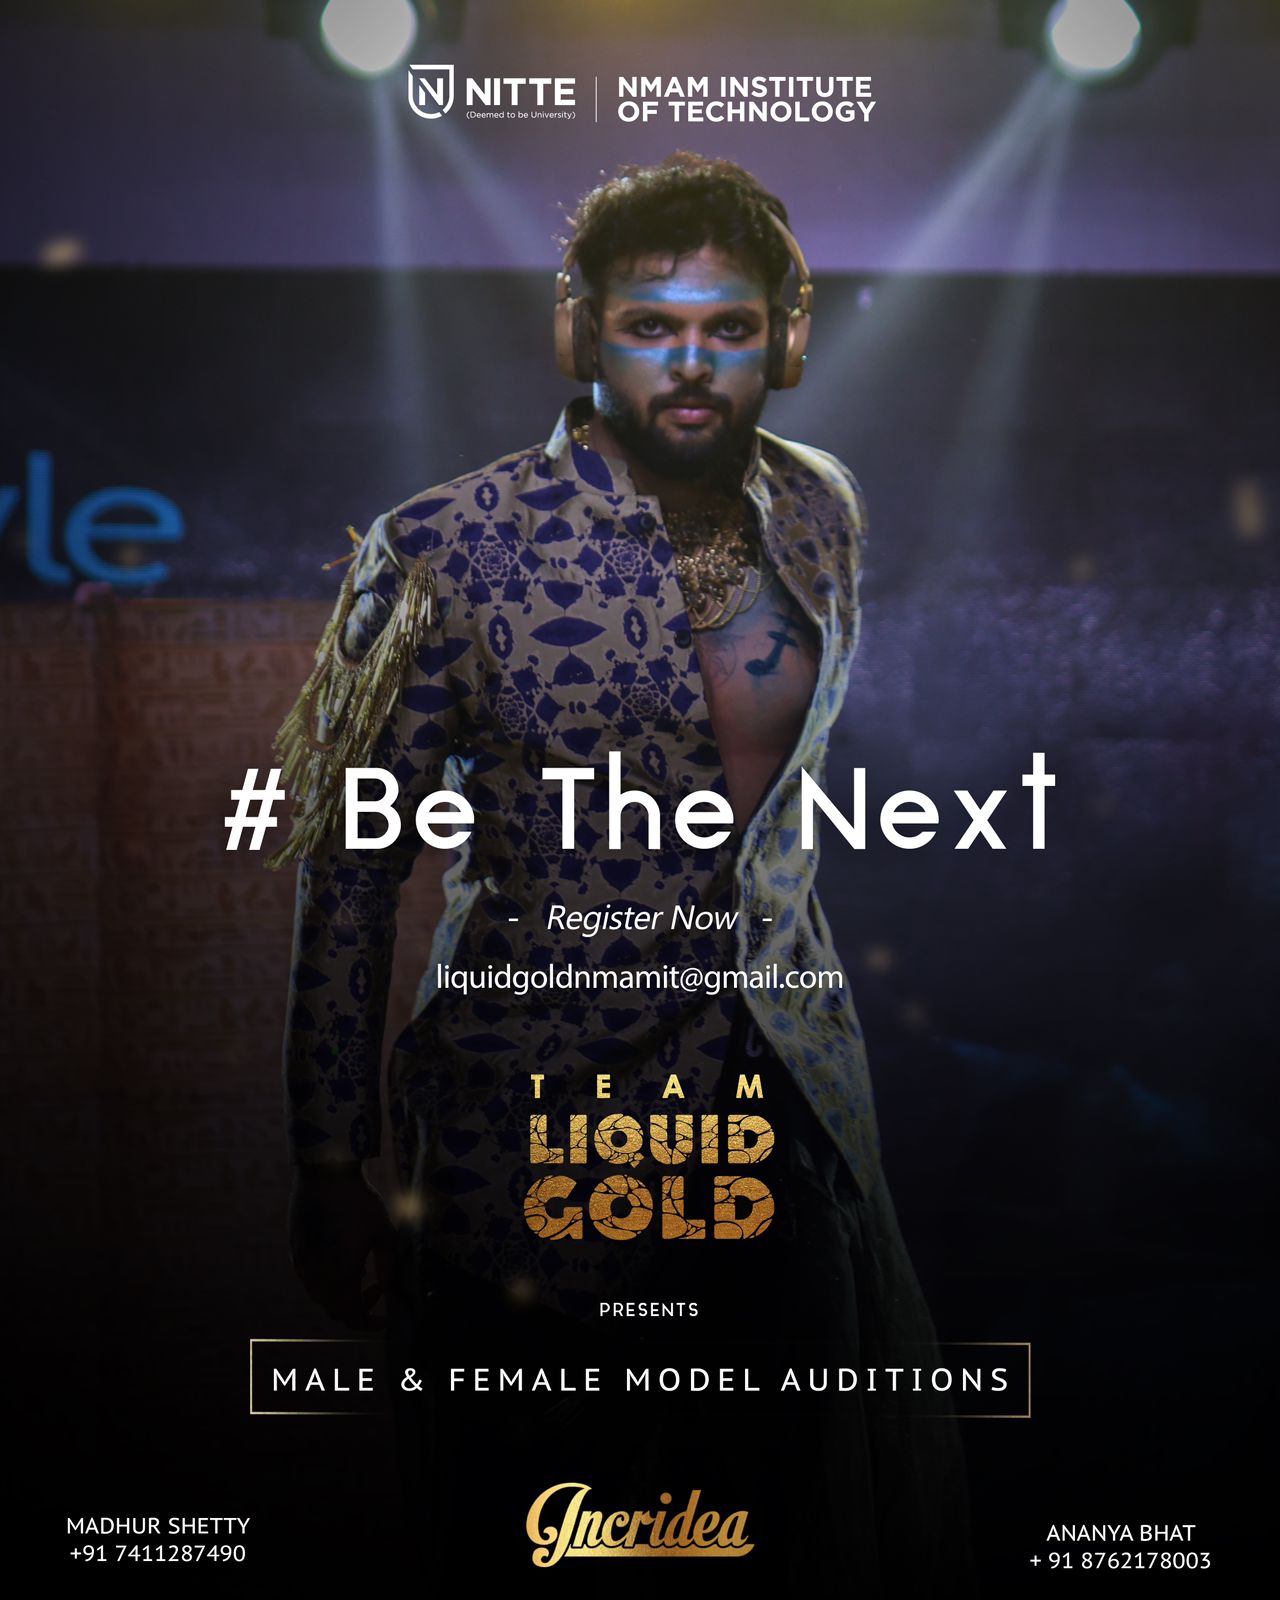 N NITTE
(Deemed to be University)
NMAM INSTITUTE
OF TECHNOLOGY
yle
# Be The Next
- Register Now -
liquidgoldnmamit@gmail.com
TEAM
LIQUID
GOLD
PRESENTS
MALE & FEMALE MODEL AUDITIONS
Incridea
MADHUR SHETTY
+91 7411287490
ANANYA BHAT
+ 91 8762178003